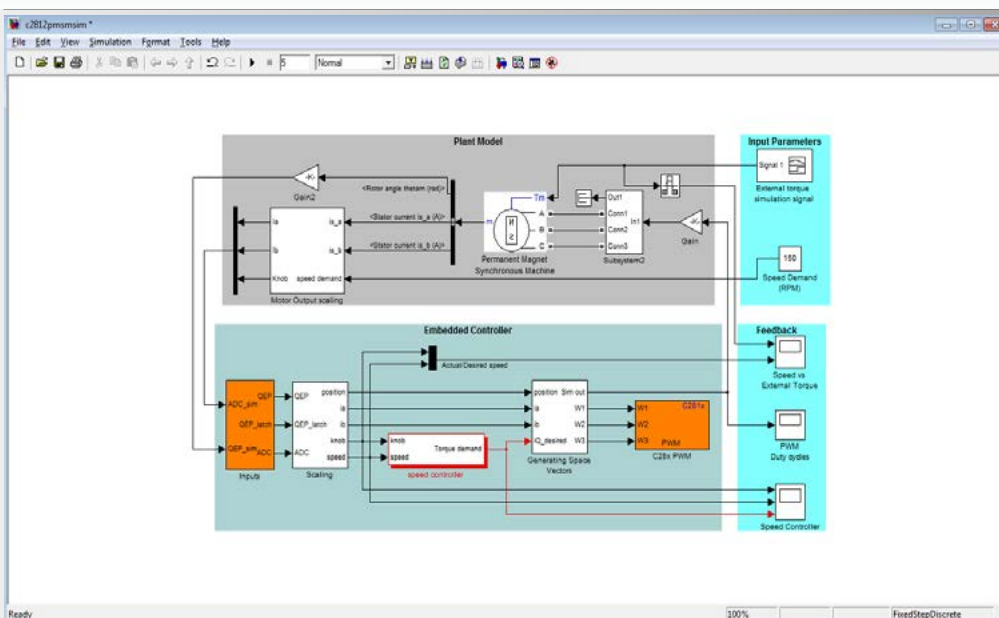 c2812pmsmsim *
File Edit View Simulation Format Tools Help
5 Normal
Plant Model
Input Parameters
Signal 1
External torque
simulation signal
-K-
Gain2
<Rotor angle thetam (rad)>
<Stator current is_a (A)>
<Stator current is_b (A)>
Ia is_a
Ib is_b
Knob speed demand
Motor Output scaling
Tm
m
A
B
C
N
S
Permanent Magnet
Synchronous Machine
Out1
Conn1
In1
Conn2
Conn3
Subsystem2
-K-
Gain
150
Speed Demand
(RPM)
Embedded Controller
Feedback
Actual/Desired speed
Speed vs
External Torque
ADC_sim QEP
QEP_latch
QEP_sim ADC
Inputs
QEP position
ia
QEP_latch ib
knob
ADC speed
Scaling
knob
Torque demand
speed
speed controller
position Sim out
ia W1
ib W2
IQ_desired W3
Generating Space
Vectors
C281x
W1
W2
W3
PWM
C28x PWM
PWM
Duty cycles
Speed Controller
Ready 100% FixedStepDiscrete